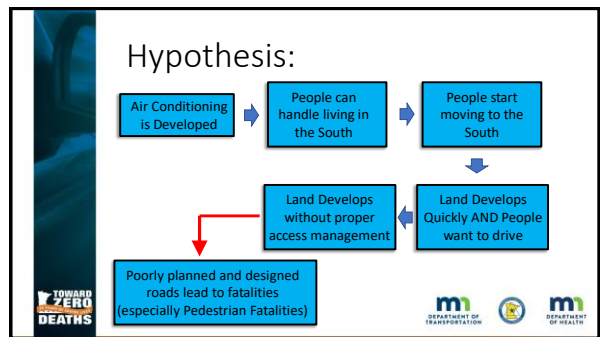 Hypothesis:
Air Conditioning
is Developed
People can
handle living in
the South
People start
moving to the
South
Land Develops
Quickly AND People
want to drive
Land Develops
without proper
access management
Poorly planned and designed
roads lead to fatalities
(especially Pedestrian Fatalities)
TOWARD
ZERO
DEATHS
DEPARTMENT OF
TRANSPORTATION
DEPARTMENT
OF HEALTH